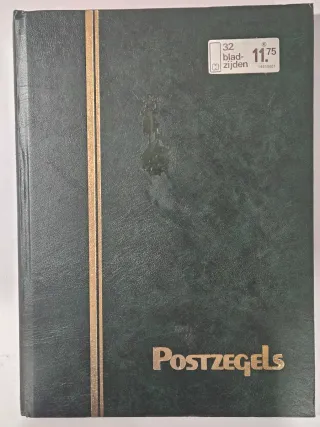 32
blad-
zijden
11.75
POSTZEGELS